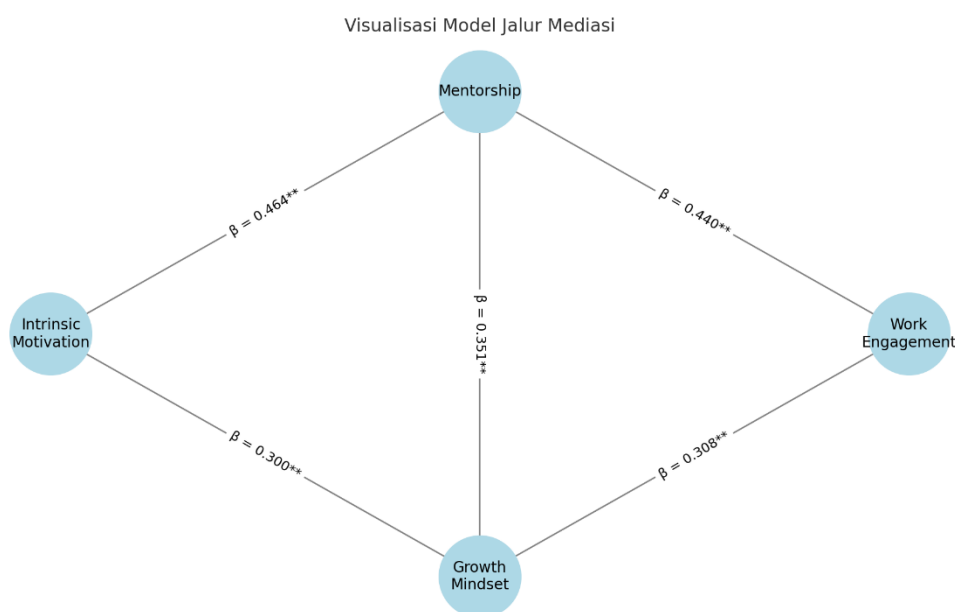 Visualisasi Model Jalur Mediasi
Mentorship
β = 0.464**
β = 0.440**
Intrinsic
Motivation
β = 0.351**
Work
Engagement
β = 0.300**
β = 0.308**
Growth
Mindset